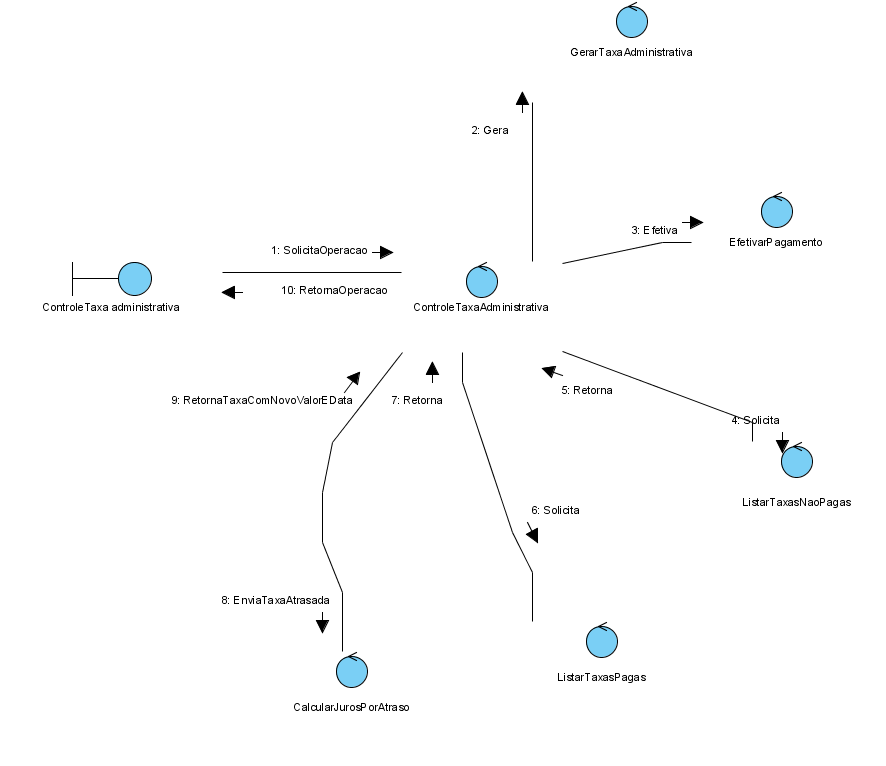 GerarTaxaAdministrativa
2: Gera
EfetivarPagamento
3: Efetiva
1: SolicitaOperacao
ControleTaxa administrativa
10: RetornaOperacao
ControleTaxaAdministrativa
9: RetornaTaxaComNovoValorEData
7: Retorna
5: Retorna
4: Solicita
ListarTaxasNaoPagas
6: Solicita
8: EnviaTaxaAtrasada
ListarTaxasPagas
CalcularJurosPorAtraso